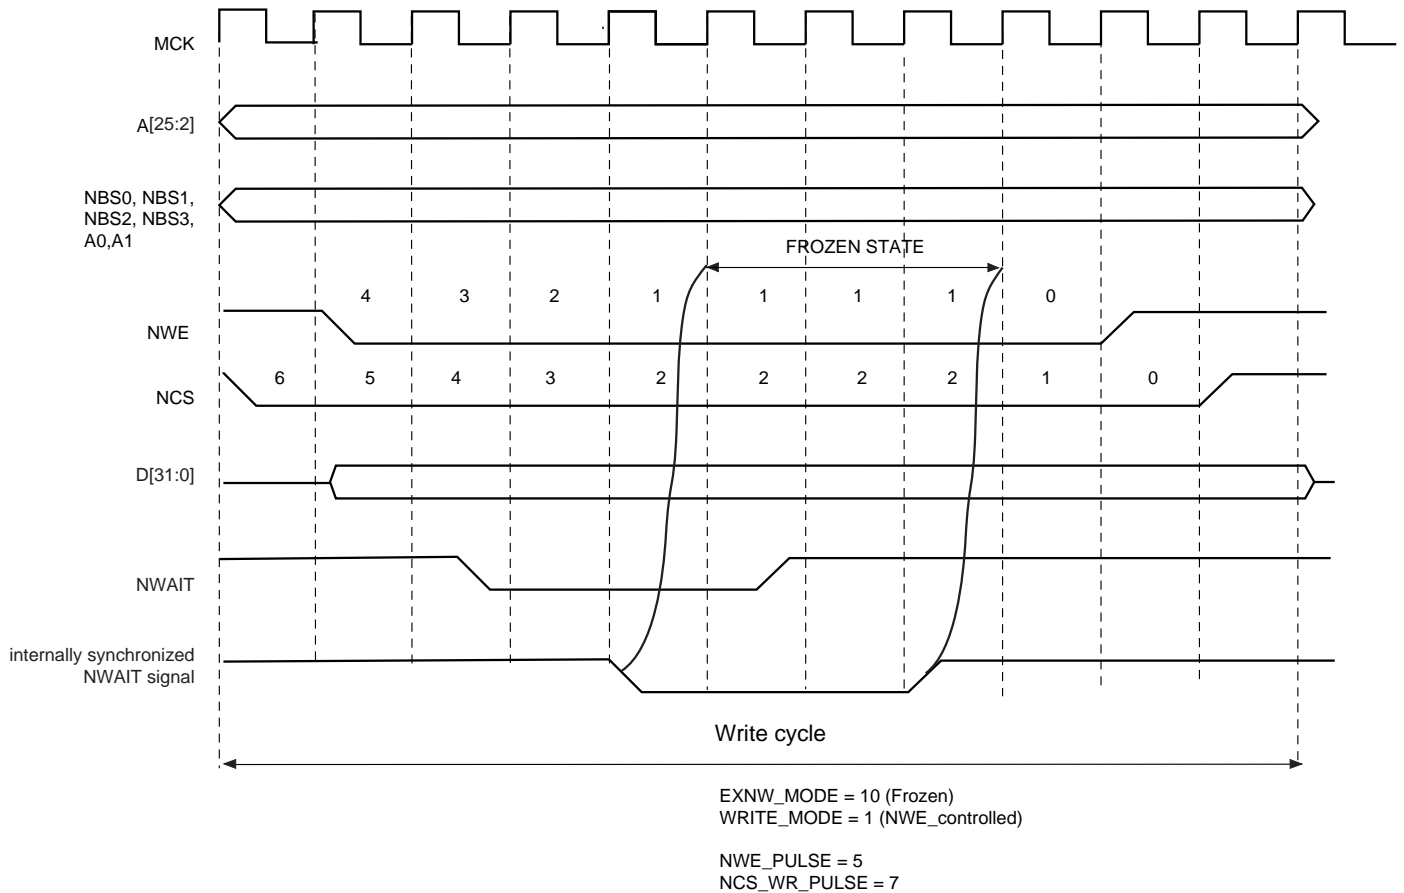 MCK
A[25:2]
NBS0, NBS1,
NBS2, NBS3,
A0,A1
FROZEN STATE
4 3 2 1 1 1 1 0
NWE
6 5 4 3 2 2 2 2 1 0
NCS
D[31:0]
NWAIT
internally synchronized
NWAIT signal
Write cycle
EXNW_MODE = 10 (Frozen)
WRITE_MODE = 1 (NWE_controlled)
NWE_PULSE = 5
NCS_WR_PULSE = 7